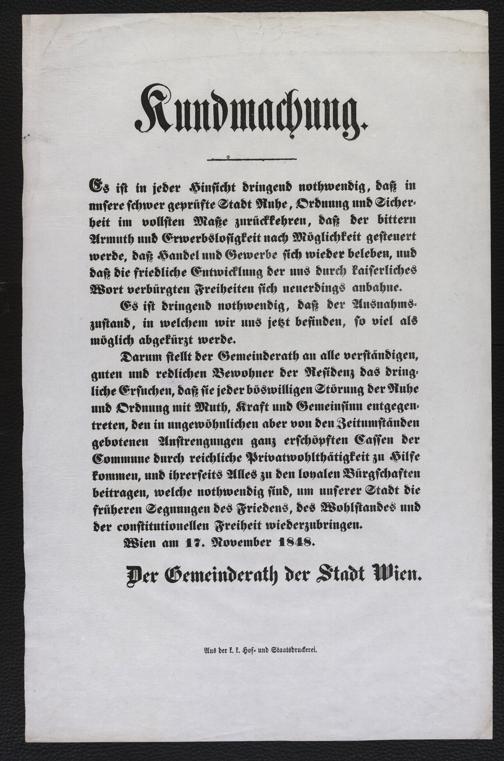 Kundmachung.
Es ist in jeder Hinsicht dringend nothwendig, daß in
unsere schwer geprüfte Stadt Ruhe, Ordnung und Sicher-
heit im vollsten Maße zurückkehren, daß der bittern
Armuth und Erwerbslosigkeit nach Möglichkeit gesteuert
werde, daß Handel und Gewerbe sich wieder beleben, und
daß die friedliche Entwicklung der uns durch kaiserliches
Wort verbürgten Freiheiten sich neuerdings anbahne.
Es ist dringend nothwendig, daß der Ausnahms-
zustand, in welchem wir uns jetzt befinden, so viel als
möglich abgekürzt werde.
Darum stellt der Gemeinderath an alle verständigen,
guten und redlichen Bewohner der Residenz das dring-
liche Ersuchen, daß sie jeder böswilligen Störung der Ruhe
und Ordnung mit Muth, Kraft und Gemeinsinn entgegen-
treten, den in ungewöhnlichen aber von den Zeitumständen
gebotenen Anstrengungen ganz erschöpften Cassen der
Commune durch reichliche Privatwohlthätigkeit zu Hilfe
kommen, und ihrerseits Alles zu den loyalen Bürgschaften
beitragen, welche nothwendig sind, um unserer Stadt die
früheren Segnungen des Friedens, des Wohlstandes und
der constitutionellen Freiheit wiederzubringen.
Wien am 17. November 1848.
Der Gemeinderath der Stadt Wien.
Aus der k. k. Hof- und Staatsdruckerei.